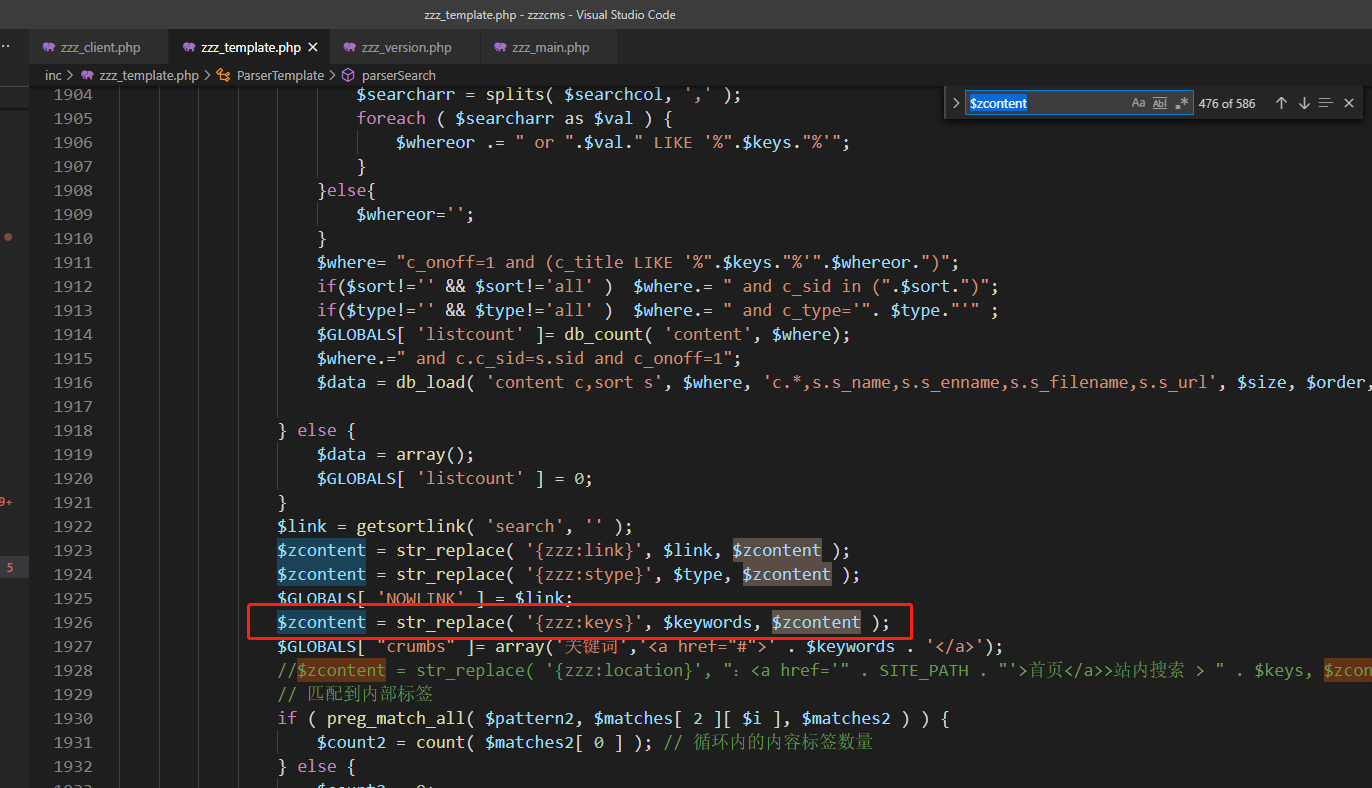 zzz_template.php - zzzcms - Visual Studio Code
zzz_client.php zzz_template.php zzz_version.php zzz_main.php
inc > zzz_template.php > ParserTemplate > parserSearch
$zcontent Aa Abl .* 476 of 586
1904 $searcharr = splits( $searchcol, ',' );
1905 foreach ( $searcharr as $val ) {
1906 $whereor .= " or ".$val." LIKE '%".$keys."%'";
1907 }
1908 }else{
1909 $whereor='';
1910 }
1911 $where= "c_onoff=1 and (c_title LIKE '%".$keys."%'".$whereor.")";
1912 if($sort!='' && $sort!='all' ) $where.= " and c_sid in (".$sort.")";
1913 if($type!='' && $type!='all' ) $where.= " and c_type='". $type."'" ;
1914 $GLOBALS[ 'listcount' ]= db_count( 'content', $where);
1915 $where.=" and c.c_sid=s.sid and c_onoff=1";
1916 $data = db_load( 'content c,sort s', $where, 'c.*,s.s_name,s.s_enname,s.s_filename,s.s_url', $size, $order,
1917
1918 } else {
1919 $data = array();
1920 $GLOBALS[ 'listcount' ] = 0;
9+ 1921 }
1922 $link = getsortlink( 'search', '' );
1923 $zcontent = str_replace( '{zzz:link}', $link, $zcontent );
5 1924 $zcontent = str_replace( '{zzz:stype}', $type, $zcontent );
1925 $GLOBALS[ 'NOWLINK' ] = $link;
1926 $zcontent = str_replace( '{zzz:keys}', $keywords, $zcontent );
1927 $GLOBALS[ "crumbs" ]= array('关键词','<a href="#">' . $keywords . '</a>');
1928 //$zcontent = str_replace( '{zzz:location}', ": <a href='" . SITE_PATH . "'>首页</a>>站内搜索 > " . $keys, $zcon
1929 // 匹配到内部标签
1930 if ( preg_match_all( $pattern2, $matches[ 2 ][ $i ], $matches2 ) ) {
1931 $count2 = count( $matches2[ 0 ] ); // 循环内的内容标签数量
1932 } else {